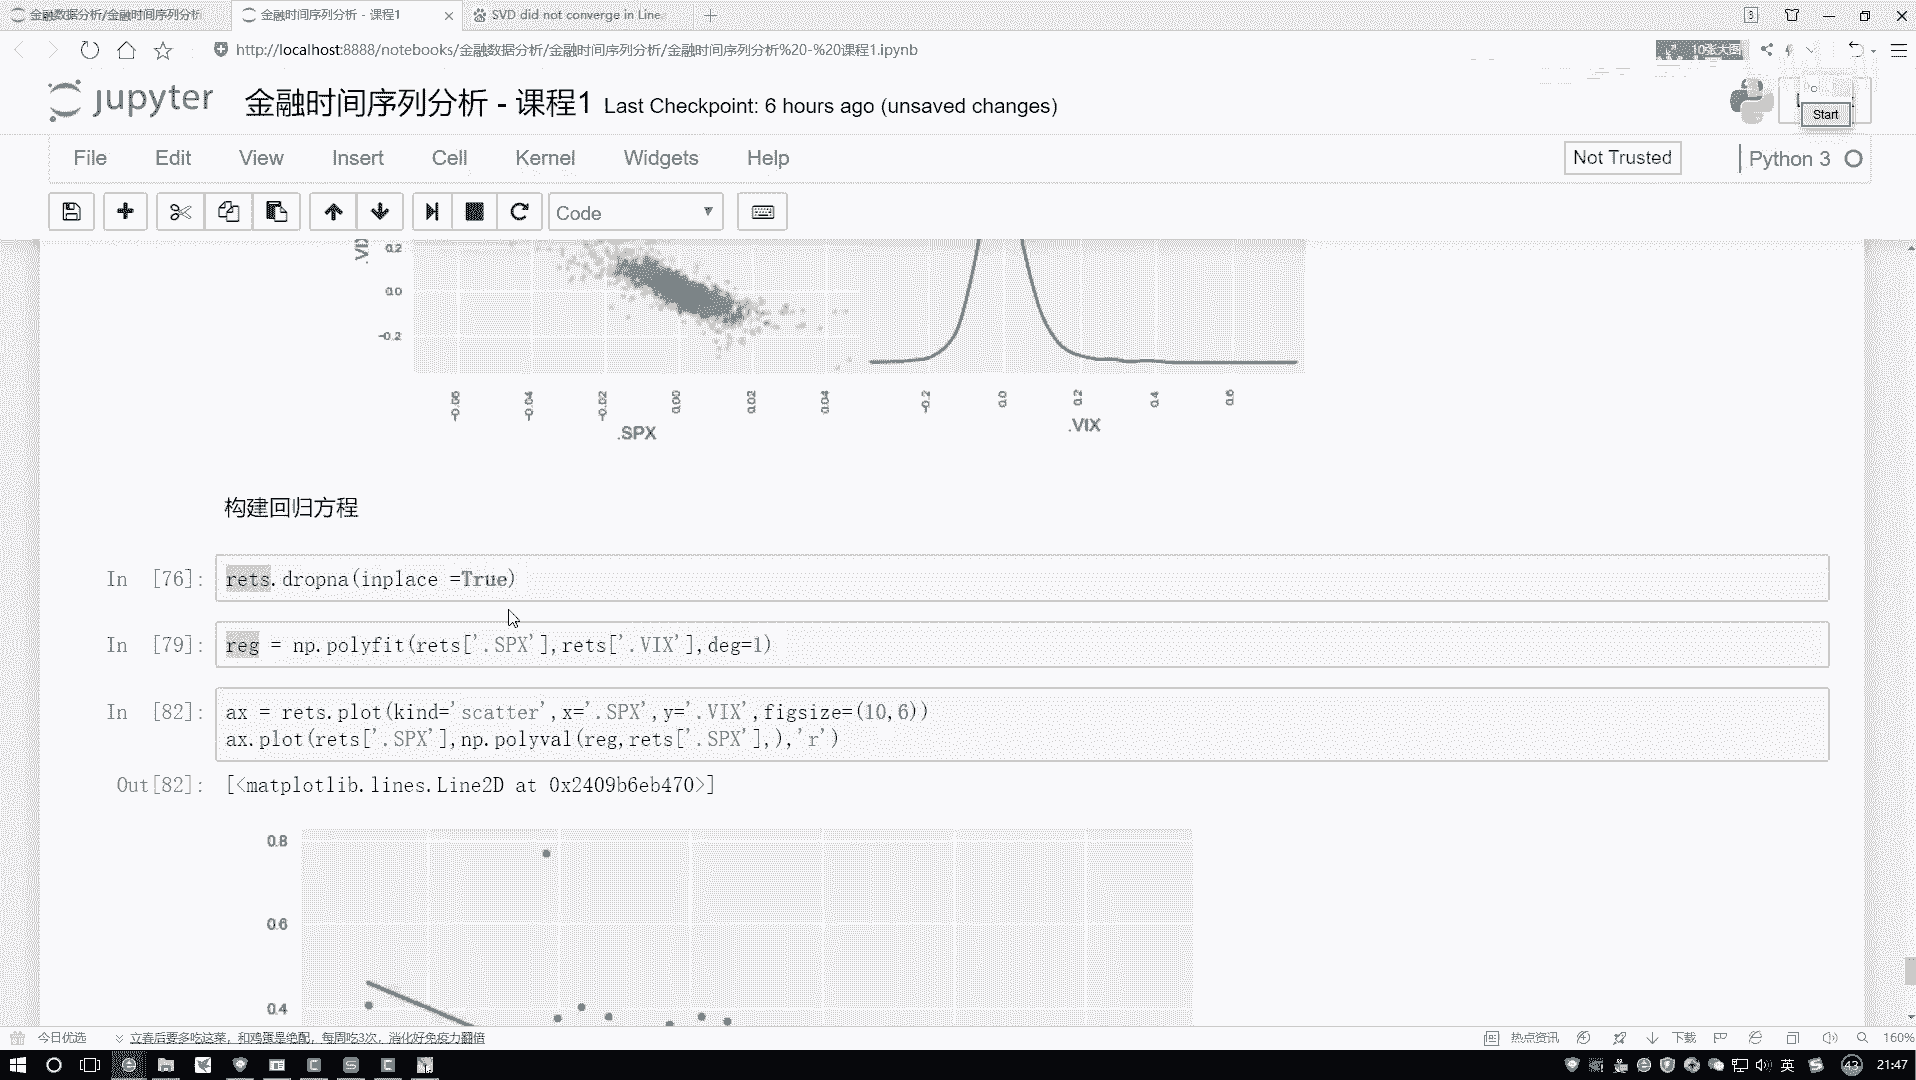 金融数据分析/金融时间序列分析
金融时间序列分析 - 课程1
SVD did not converge in Line
http://localhost:8888/notebooks/金融数据分析/金融时间序列分析/金融时间序列分析%20-%20课程1.ipynb
10张大图
jupyter
金融时间序列分析 - 课程1 Last Checkpoint: 6 hours ago (unsaved changes)
Start
File Edit View Insert Cell Kernel Widgets Help
Not Trusted
Python 3
Code
0.2
0.0
-0.2
-0.06 -0.04 -0.02 0.00 0.02 0.04
-0.2 0.0 0.2 0.4 0.6
.SPX
.VIX
构建回归方程
In [76]: rets.dropna(inplace =True)
In [79]: reg = np.polyfit(rets['.SPX'],rets['.VIX'],deg=1)
In [82]: ax = rets.plot(kind='scatter',x='.SPX',y='.VIX',figsize=(10,6))
ax.plot(rets['.SPX'],np.polyval(reg,rets['.SPX'],),'r')
Out[82]: [<matplotlib.lines.Line2D at 0x2409b6eb470>]
0.8
0.6
0.4
今日优选
立春后要多吃这菜，和鸡蛋是绝配，每周吃3次，消化好免疫力翻倍
热点资讯
下载
160%
英
43
21:47